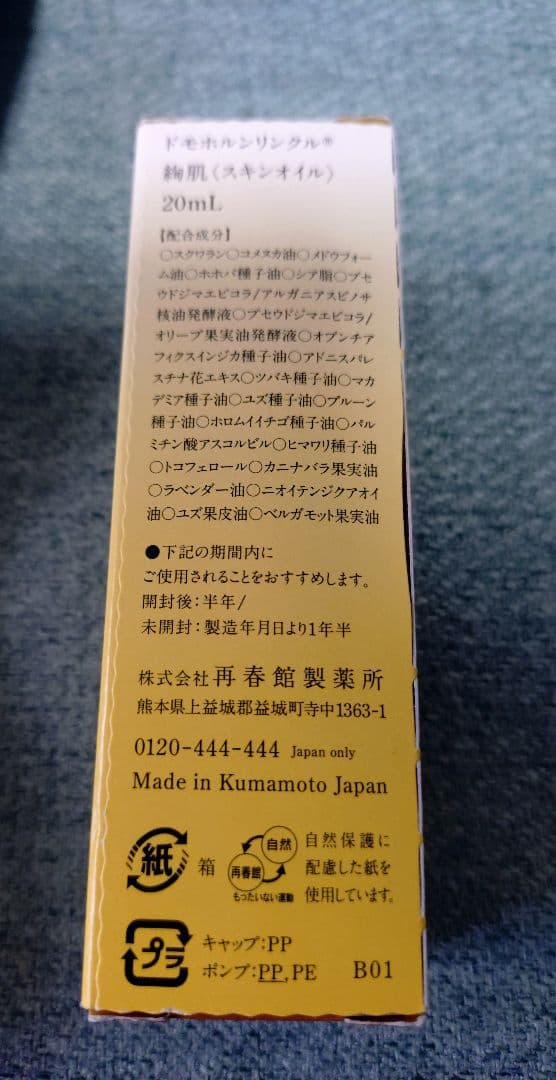 ドモホルンリンクル®
絢肌〈スキンオイル〉
20mL
【配合成分】
○スクワラン○コメヌカ油○メドウフォー
ム油○ホホバ種子油○シア脂○プセ
ウドジマエピコラ/アルガニアスピノサ
核油発酵液○プセウドジマエピコラ/
オリーブ果実油発酵液○オプンチア
フィクスインジカ種子油○アドニスパレ
スチナ花エキス○ツバキ種子油○マカ
デミア種子油○ユズ種子油○プルーン
種子油○ホロムイイチゴ種子油○パル
ミチン酸アスコルビル○ヒマワリ種子油
○トコフェロール○カニナバラ果実油
○ラベンダー油○ニオイテンジクアオイ
油○ユズ果皮油○ベルガモット果実油
●下記の期間内に
ご使用されることをおすすめします。
開封後:半年/
未開封:製造年月日より1年半
株式会社 再春館製薬所
熊本県上益城郡益城町寺中1363-1
0120-444-444 Japan only
Made in Kumamoto Japan
紙 箱
自然
再春館
もったいない運動
自然保護に
配慮した紙を
使用しています。
プラ
キャップ:PP
ポンプ:PP,PE B01